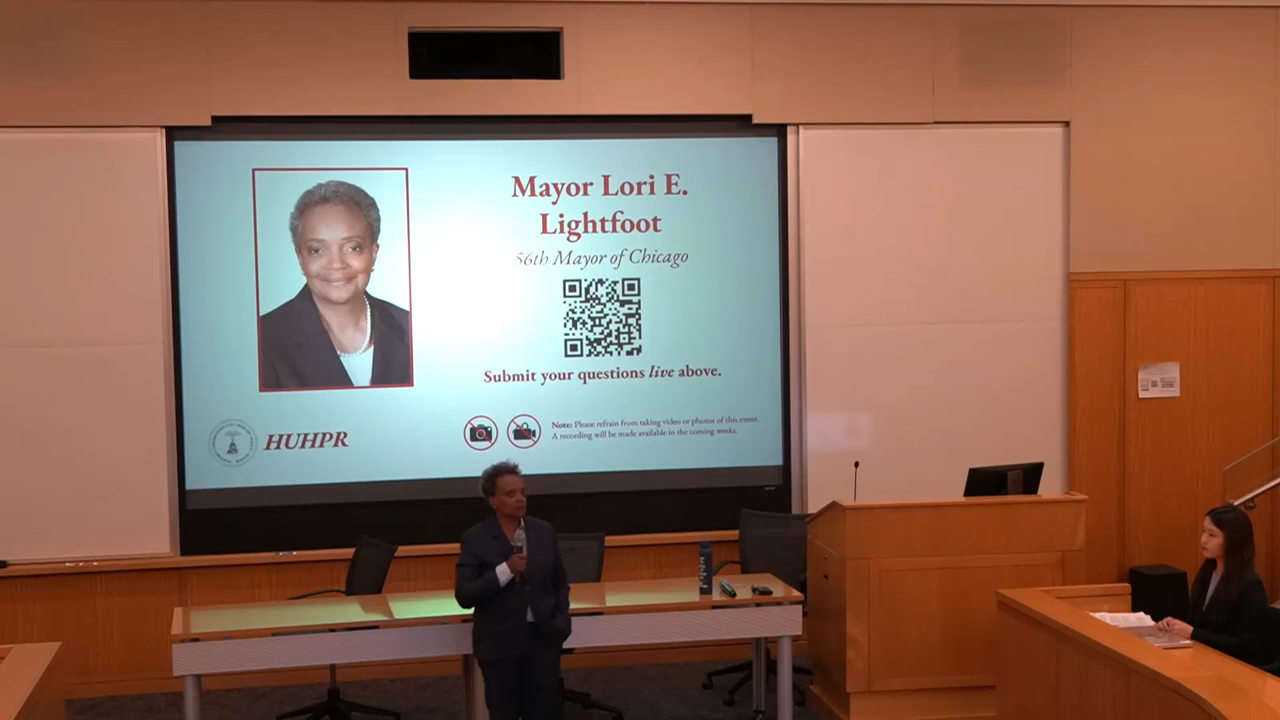 Mayor Lori E.
Lightfoot
56th Mayor of Chicago
Submit your questions live above.
HUHPR
Note: Please refrain from taking video or photos of this event.
A recording will be made available in the coming weeks.